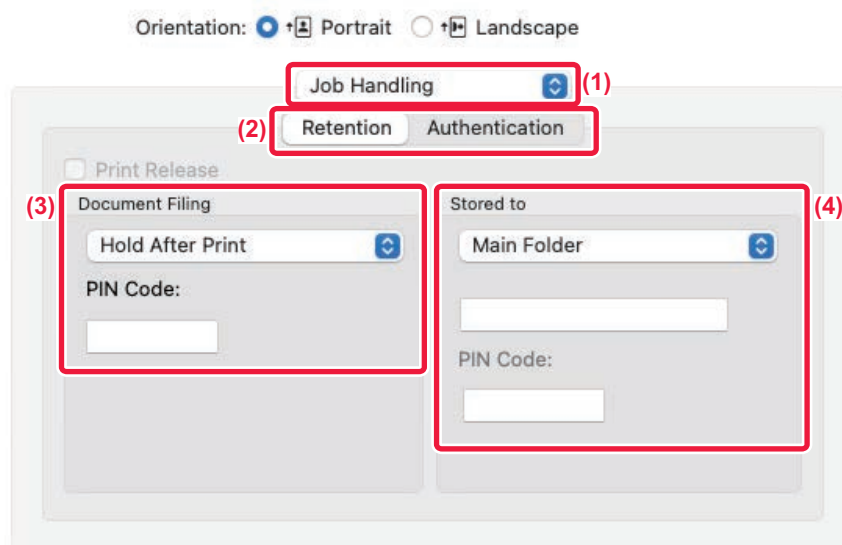 Orientation: Portrait Landscape
Job Handling (1)
(2) Retention Authentication
Print Release
(3) Document Filing Stored to (4)
Hold After Print Main Folder
PIN Code:
PIN Code: